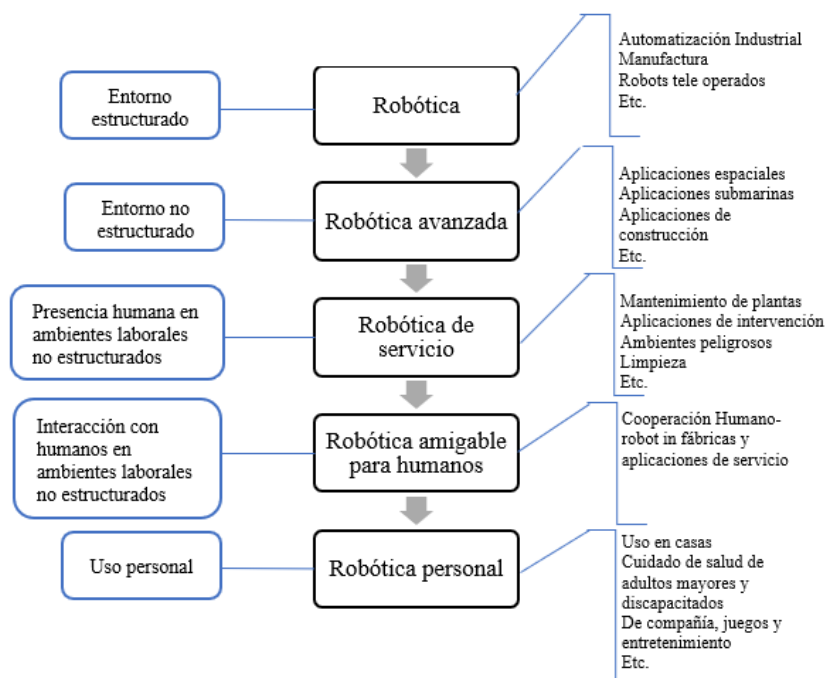 Entorno
estructurado
Robótica
Automatización Industrial
Manufactura
Robots tele operados
Etc.
Entorno no
estructurado
Robótica avanzada
Aplicaciones espaciales
Aplicaciones submarinas
Aplicaciones de
construcción
Etc.
Presencia humana en
ambientes laborales
no estructurados
Robótica de
servicio
Mantenimiento de plantas
Aplicaciones de intervención
Ambientes peligrosos
Limpieza
Etc.
Interacción con
humanos en
ambientes laborales
no estructurados
Robótica amigable
para humanos
Cooperación Humano-
robot in fábricas y
aplicaciones de servicio
Uso personal
Robótica personal
Uso en casas
Cuidado de salud de
adultos mayores y
discapacitados
De compañía, juegos y
entretenimiento
Etc.